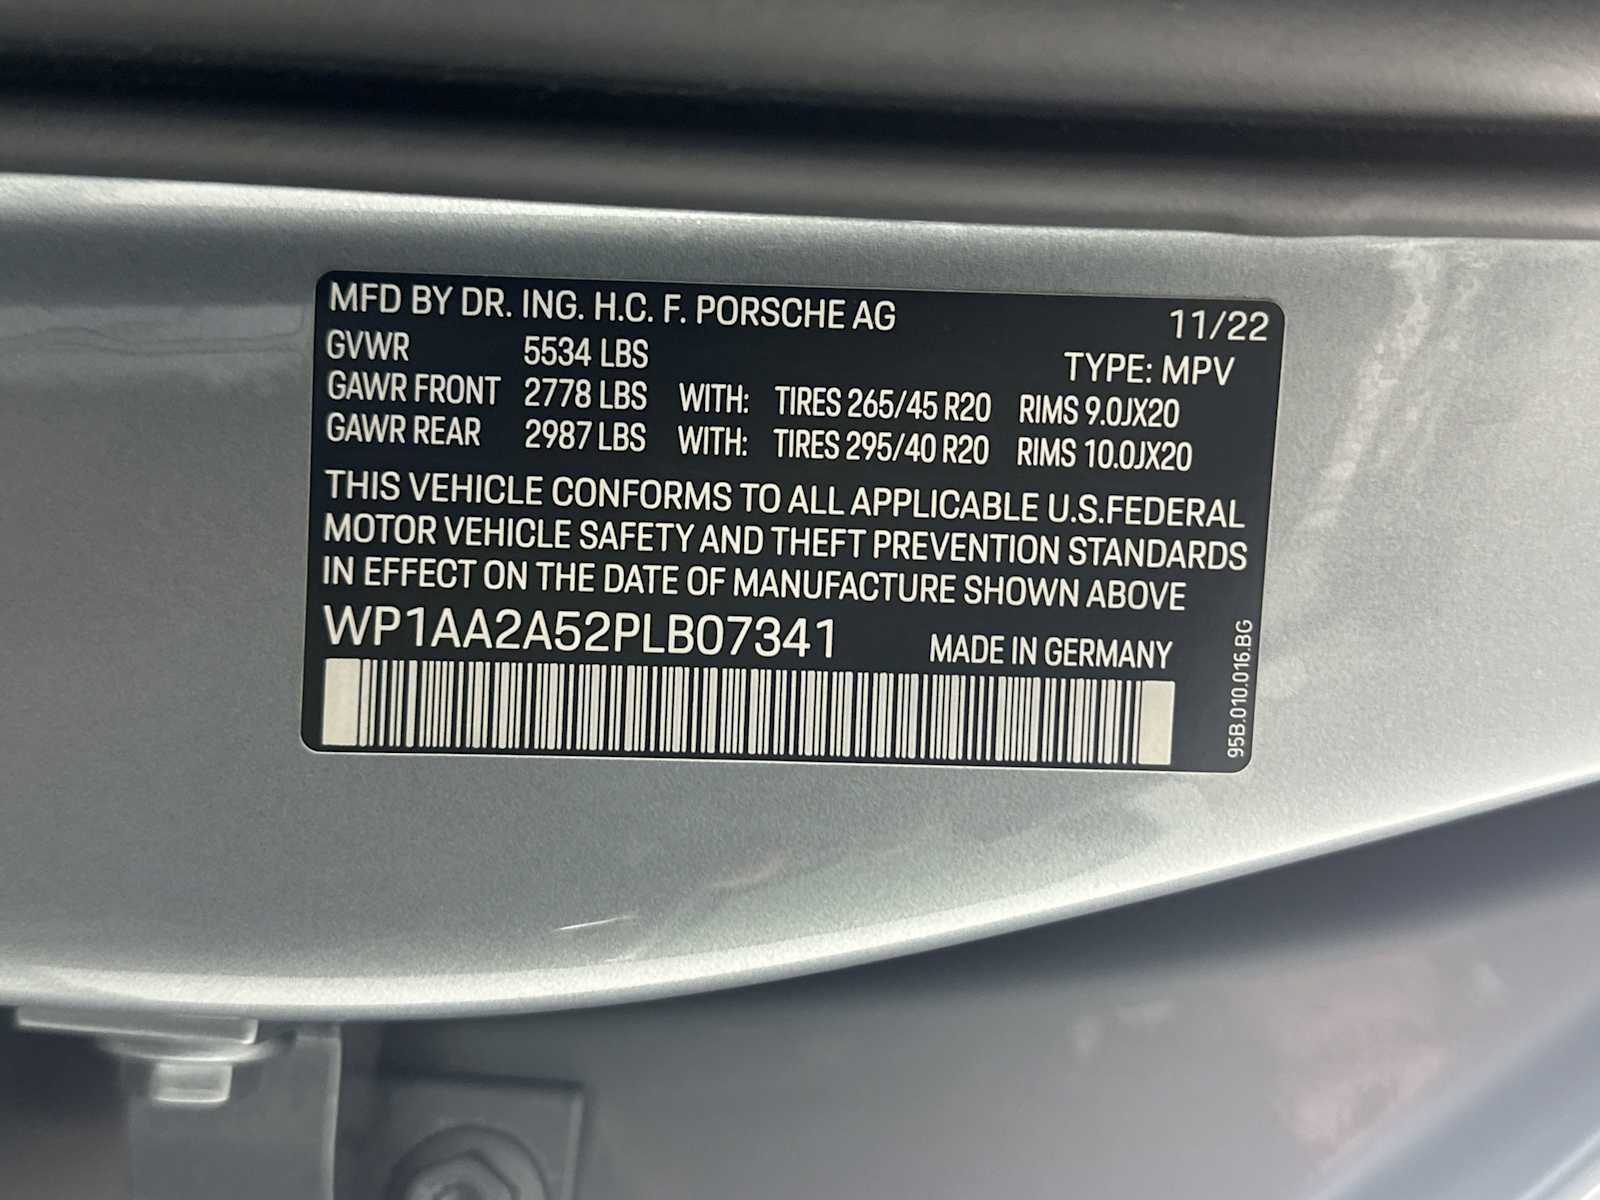 MFD BY DR. ING. H.C. F. PORSCHE AG 11/22
GVWR 5534 LBS TYPE: MPV
GAWR FRONT 2778 LBS WITH: TIRES 265/45 R20 RIMS 9.0JX20
GAWR REAR 2987 LBS WITH: TIRES 295/40 R20 RIMS 10.0JX20
THIS VEHICLE CONFORMS TO ALL APPLICABLE U.S.FEDERAL
MOTOR VEHICLE SAFETY AND THEFT PREVENTION STANDARDS
IN EFFECT ON THE DATE OF MANUFACTURE SHOWN ABOVE
WP1AA2A52PLB07341 MADE IN GERMANY
95B.010.016.BG